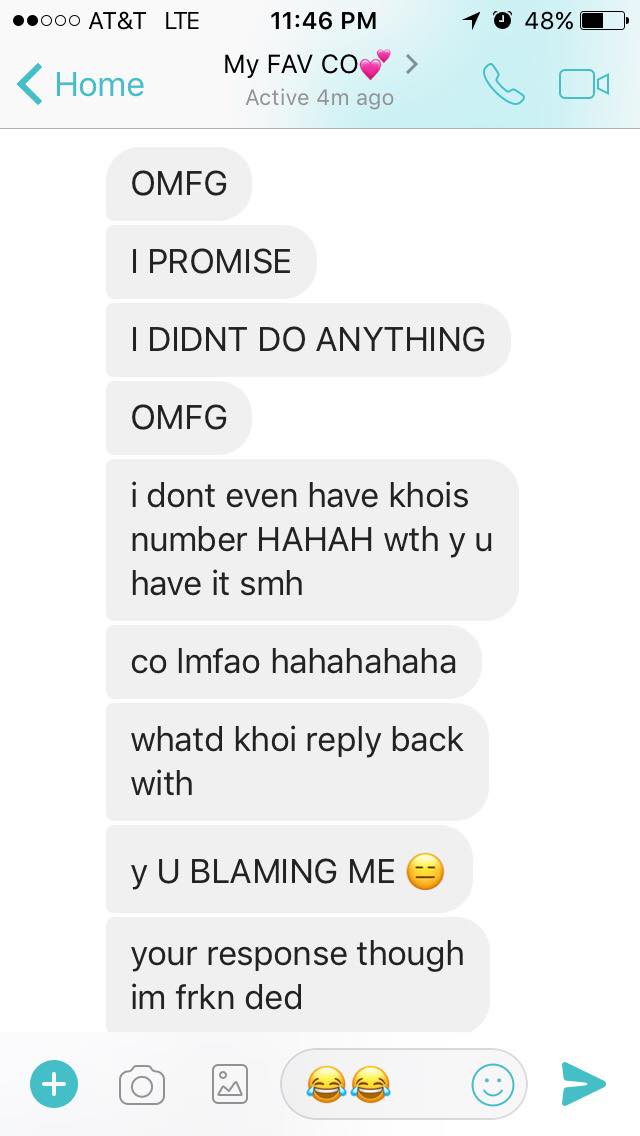 AT&T LTE 11:46 PM 48%
Home My FAV CO💕
Active 4m ago
OMFG
I PROMISE
I DIDNT DO ANYTHING
OMFG
i dont even have khois
number HAHAH wth y u
have it smh
co lmfao hahahahaha
whatd khoi reply back
with
y U BLAMING ME 😑
your response though
im frkn ded
😂😂